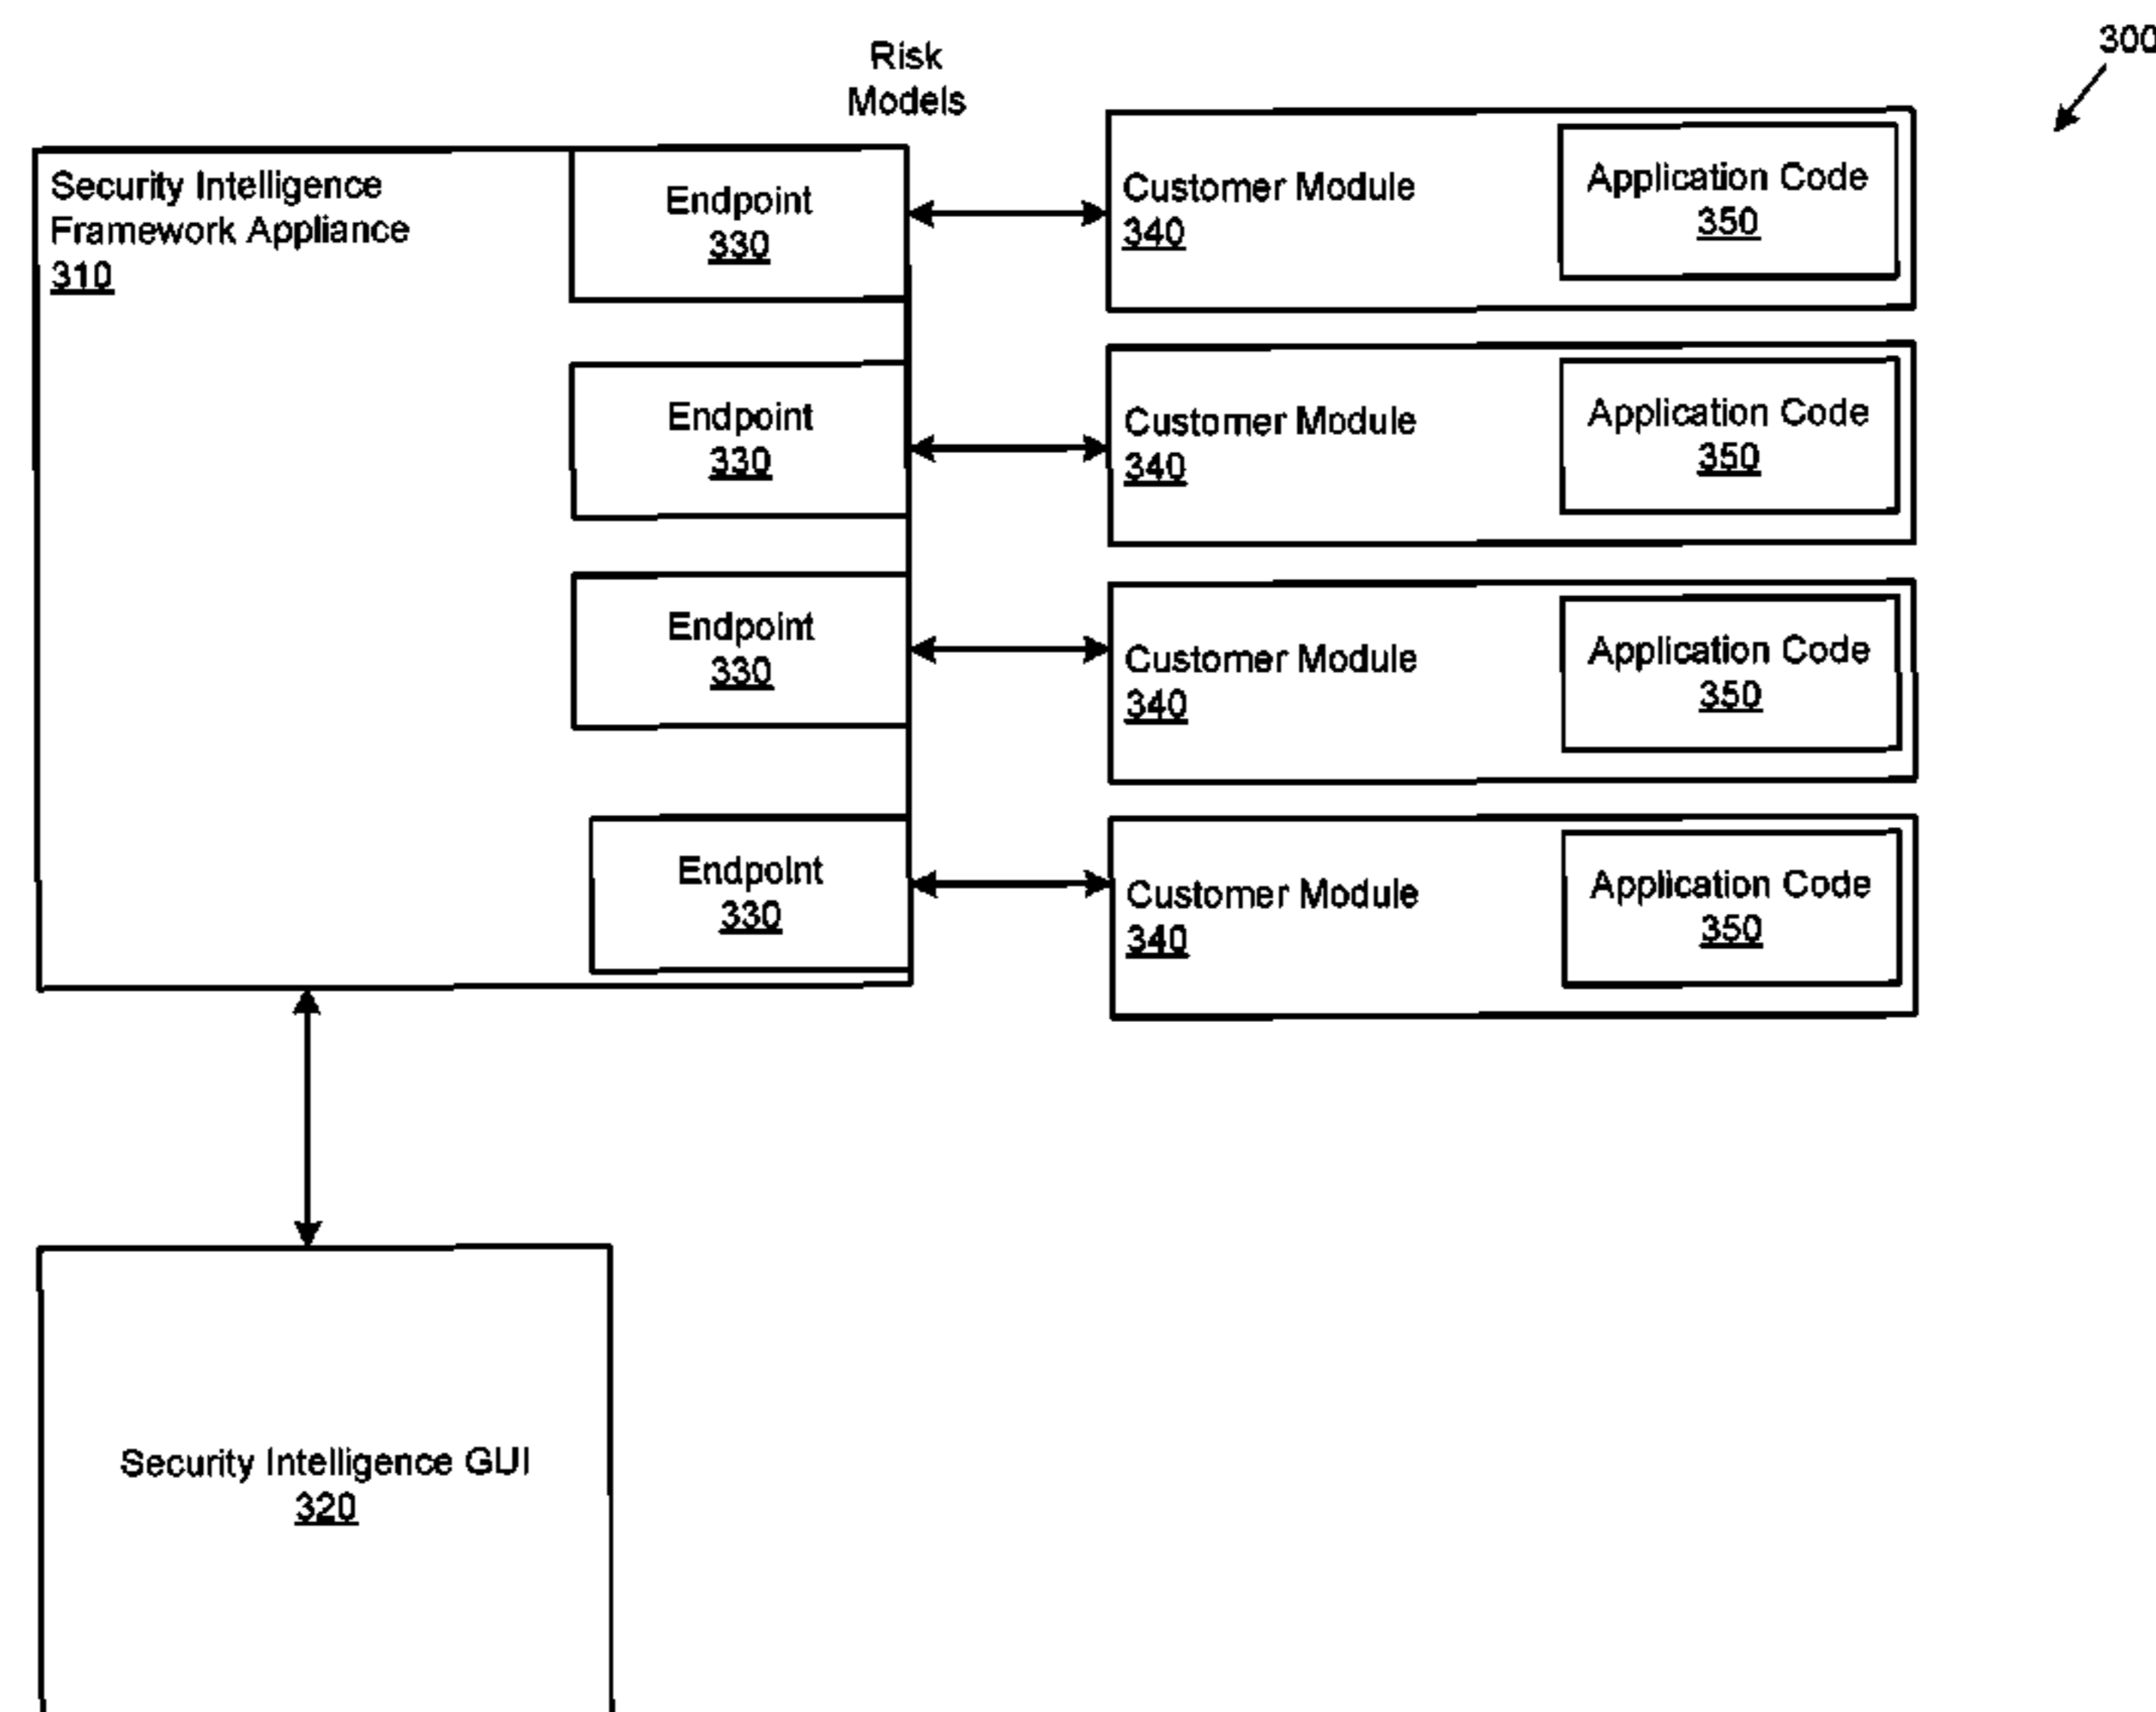 300
Risk
Models
Security Intelligence
Framework Appliance
310
Endpoint
330
Customer Module
340
Application Code
350
Endpoint
330
Customer Module
340
Application Code
350
Endpoint
330
Customer Module
340
Application Code
350
Endpoint
330
Customer Module
340
Application Code
350
Security Intelligence GUI
320